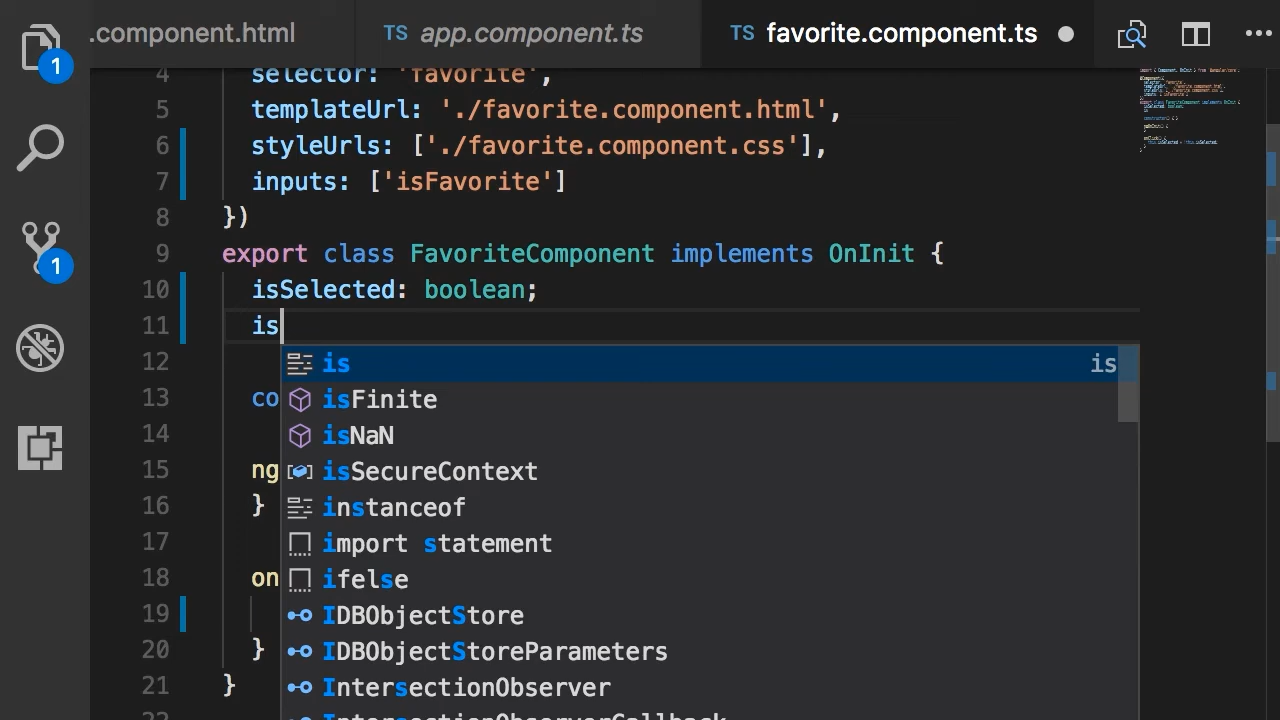 .component.html TS app.component.ts TS favorite.component.ts
1
4 selector: 'favorite',
5 templateUrl: './favorite.component.html',
6 styleUrls: ['./favorite.component.css'],
7 inputs: ['isFavorite']
8 })
9 export class FavoriteComponent implements OnInit {
1
10 isSelected: boolean;
11 is
12 is is
13 co isFinite
14 isNaN
15 ng isSecureContext
16 } instanceof
17 import statement
18 on ifelse
19 IDBObjectStore
20 } IDBObjectStoreParameters
21 } IntersectionObserver
22 IntersectionObserverCallback